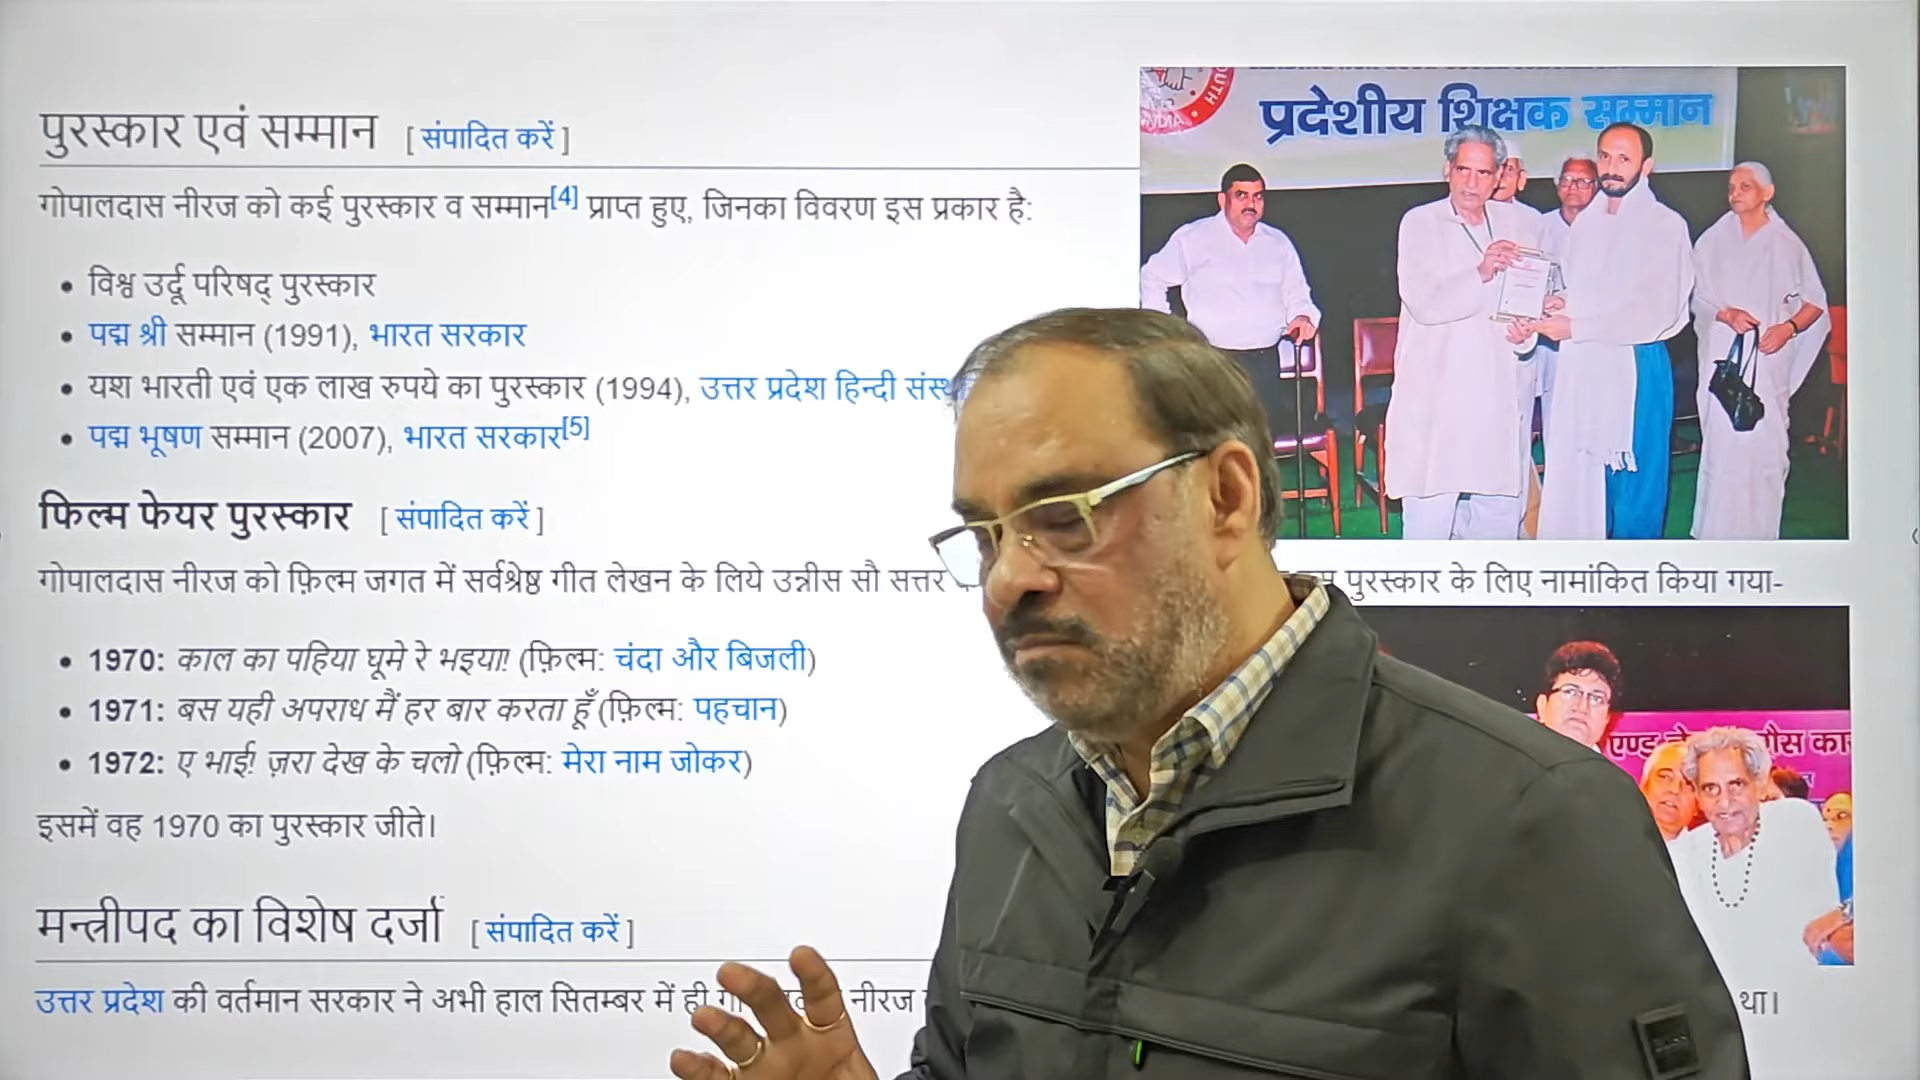 पुरस्कार एवं सम्मान [ संपादित करें ]
गोपालदास नीरज को कई पुरस्कार व सम्मान[4] प्राप्त हुए, जिनका विवरण इस प्रकार है:
• विश्व उर्दू परिषद् पुरस्कार
• पद्म श्री सम्मान (1991), भारत सरकार
• यश भारती एवं एक लाख रुपये का पुरस्कार (1994), उत्तर प्रदेश हिन्दी
• पद्म भूषण सम्मान (2007), भारत सरकार[5]
फिल्म फेयर पुरस्कार [ संपादित करें ]
गोपालदास नीरज को फ़िल्म जगत में सर्वश्रेष्ठ गीत लेखन के लिये उन्नीस सौ सत्तर पुरस्कार के लिए नामांकित किया गया-
• 1970: काल का पहिया घूमे रे भइया! (फ़िल्म: चंदा और बिजली)
• 1971: बस यही अपराध मैं हर बार करता हूँ (फ़िल्म: पहचान)
• 1972: ए भाई! ज़रा देख के चलो (फ़िल्म: मेरा नाम जोकर)
इसमें वह 1970 का पुरस्कार जीते।
मन्त्रीपद का विशेष दर्जा [ संपादित करें ]
उत्तर प्रदेश की वर्तमान सरकार ने अभी हाल सितम्बर में ही नीरज था।
प्रदेशीय शिक्षक सम्मान
एण्ड